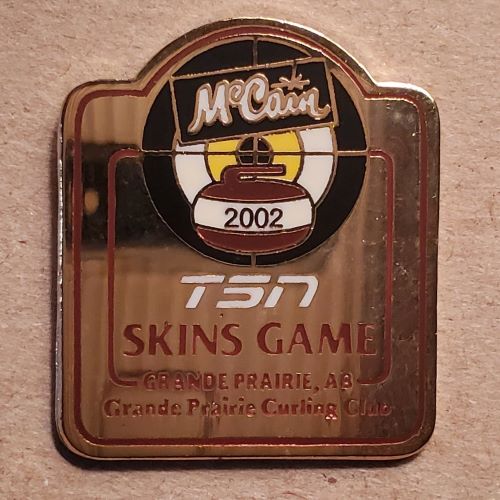 McCain
2002
TSN
SKINS GAME
GRANDE PRAIRIE, AB
Grande Prairie Curling Club